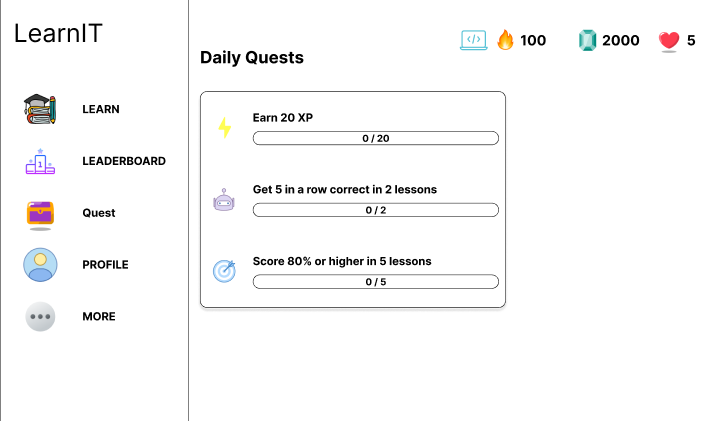 LearnIT
100
2000
5
Daily Quests
LEARN
LEADERBOARD
1
Quest
PROFILE
MORE
Earn 20 XP
0 / 20
Get 5 in a row correct in 2 lessons
0 / 2
Score 80% or higher in 5 lessons
0 / 5